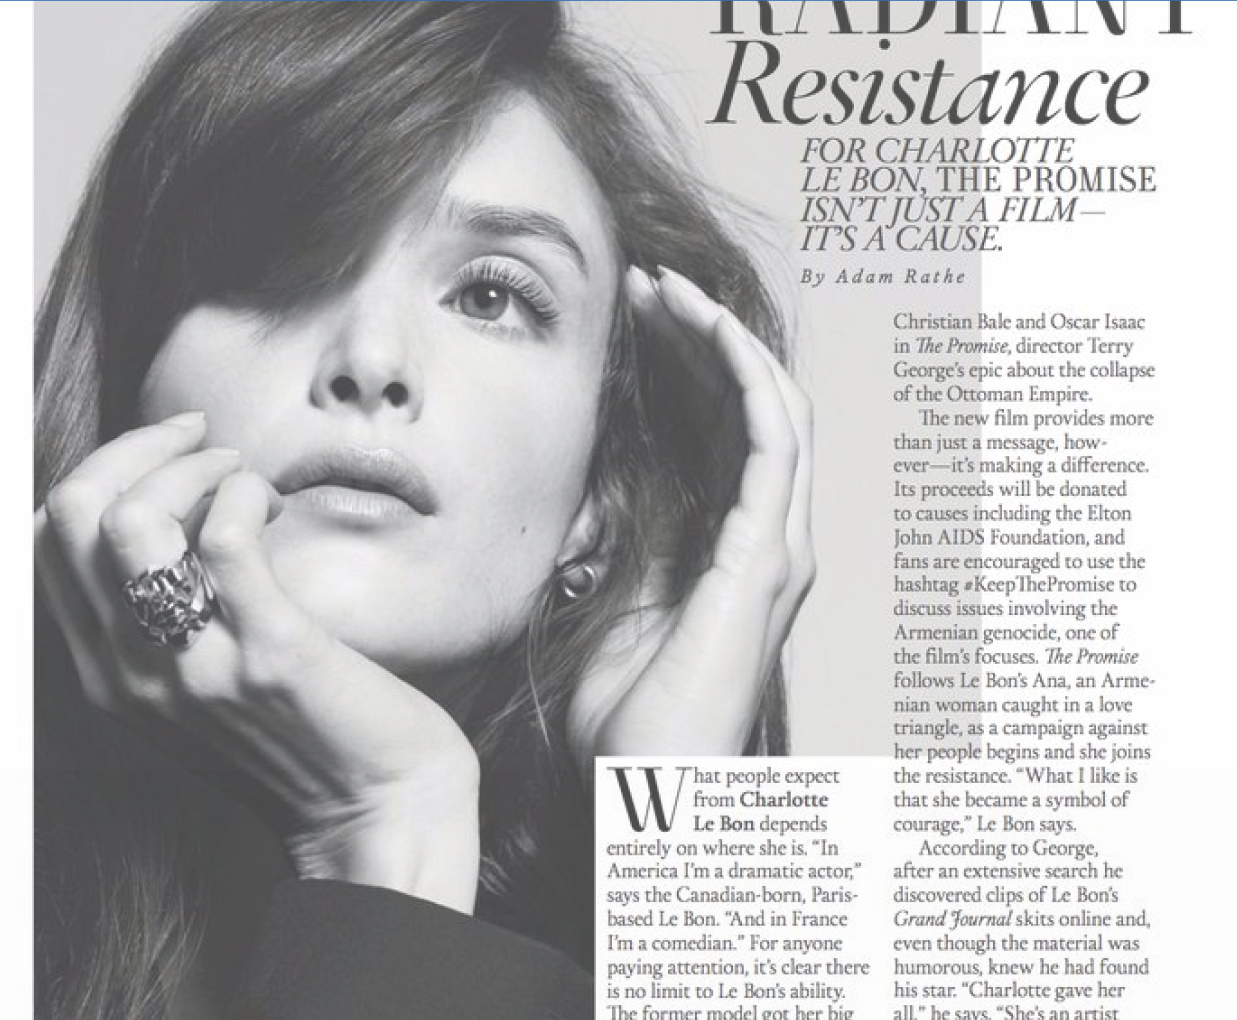 RADIANT
Resistance
FOR CHARLOTTE
LE BON, THE PROMISE
ISN'T JUST A FILM—
IT'S A CAUSE.
By Adam Rathe
What people expect
from Charlotte
Le Bon depends
entirely on where she is. “In
America I'm a dramatic actor,”
says the Canadian-born, Paris-
based Le Bon. “And in France
I'm a comedian.” For anyone
paying attention, it's clear there
is no limit to Le Bon's ability.
The former model got her big
Christian Bale and Oscar Isaac
in The Promise, director Terry
George's epic about the collapse
of the Ottoman Empire.
The new film provides more
than just a message, how-
ever—it's making a difference.
Its proceeds will be donated
to causes including the Elton
John AIDS Foundation, and
fans are encouraged to use the
hashtag #KeepThePromise to
discuss issues involving the
Armenian genocide, one of
the film's focuses. The Promise
follows Le Bon's Ana, an Arme-
nian woman caught in a love
triangle, as a campaign against
her people begins and she joins
the resistance. “What I like is
that she became a symbol of
courage,” Le Bon says.
According to George,
after an extensive search he
discovered clips of Le Bon's
Grand Journal skits online and,
even though the material was
humorous, knew he had found
his star. “Charlotte gave her
all,” he says. “She's an artist